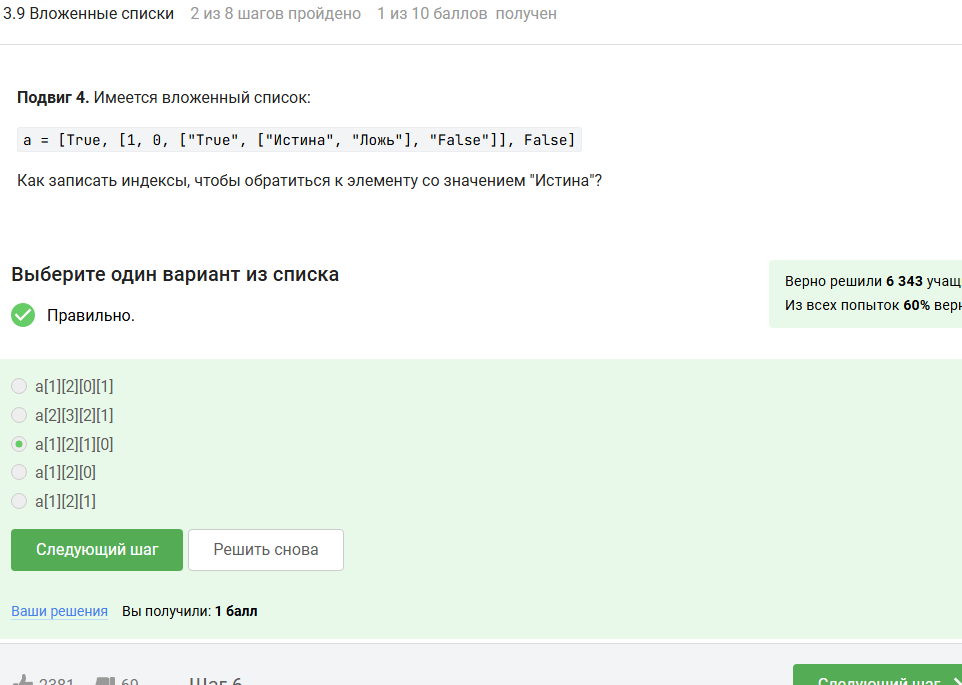 3.9 Вложенные списки 2 из 8 шагов пройдено 1 из 10 баллов получен
Подвиг 4. Имеется вложенный список:
a = [True, [1, 0, ["True", ["Истина", "Ложь"], "False"]], False]
Как записать индексы, чтобы обратиться к элементу со значением "Истина"?
Выберите один вариант из списка
Верно решили 6 343 учащ
Из всех попыток 60% верн
Правильно.
a[1][2][0][1]
a[2][3][2][1]
a[1][2][1][0]
a[1][2][0]
a[1][2][1]
Следующий шаг Решить снова
Ваши решения Вы получили: 1 балл
2381 69 Шаг 6 Следующий шаг